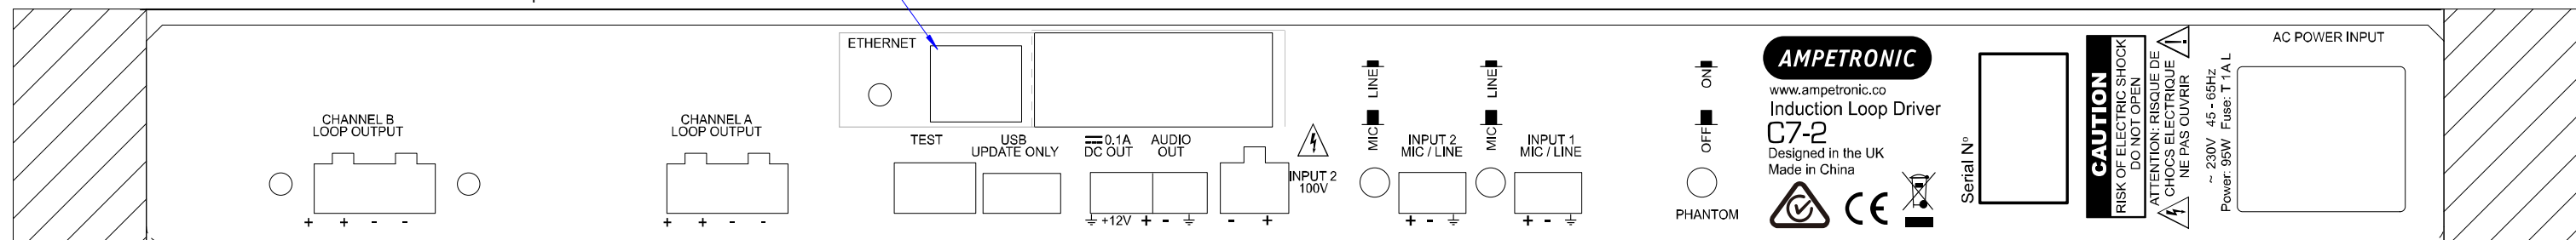 CHANNEL B
LOOP OUTPUT
+ + - -
CHANNEL A
LOOP OUTPUT
+ + - -
ETHERNET
TEST
USB
UPDATE ONLY
⎓ 0.1A
DC OUT
⏚ +12V
AUDIO
OUT
+ - ⏚
INPUT 2
100V
- +
LINE
MIC
INPUT 2
MIC / LINE
+ - ⏚
LINE
MIC
INPUT 1
MIC / LINE
+ - ⏚
ON
OFF
PHANTOM
AMPETRONIC
www.ampetronic.co
Induction Loop Driver
C7-2
Designed in the UK
Made in China
CE
Serial Nº
CAUTION
RISK OF ELECTRIC SHOCK
DO NOT OPEN
ATTENTION: RISQUE DE
CHOCS ELECTRIQUE
NE PAS OUVRIR
~ 230V 45 - 65Hz
Power: 95W Fuse: T 1A L
AC POWER INPUT